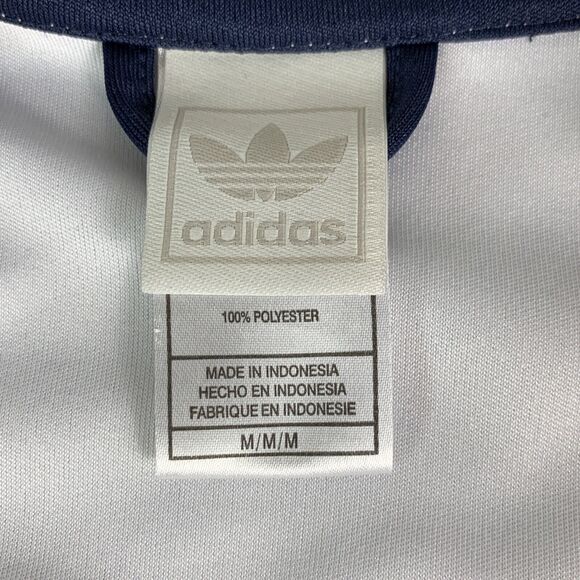 adidas
100% POLYESTER
MADE IN INDONESIA
HECHO EN INDONESIA
FABRIQUE EN INDONESIE
M/M/M